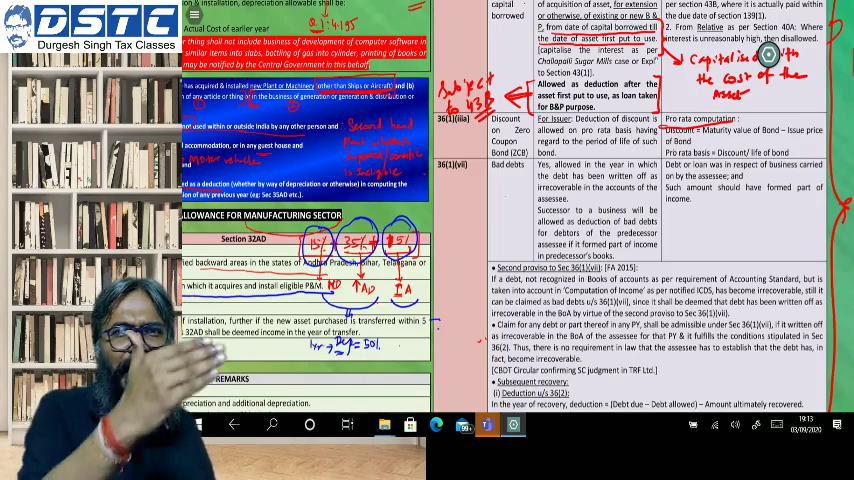 DSTC
Durgesh Singh Tax Classes
installation, depreciation allowable shall be:
Actual Cost of earlier year
thing shall not include business of development of computer software in
similar items into slabs, bottling of gas into cylinder, printing of books or
may be notified by the Central Government in this behalf
has acquired and installed new Plant or Machinery (other than Ships or Aircraft) and (b)
on of any article or thing or in the business of generation or generation & distribution or
not used within or outside India by any other person and
accommodation, or in any guest house and
Motor vehicle
and
ed as a deduction (whether by way of depreciation or otherwise) in computing the
sion of any previous year (eg: Sec 35AD etc.).
Second hand
is Ineligible
ALLOWANCE FOR MANUFACTURING SECTOR
Section 32AD
15% 35% + 15%
fied backward areas in the states of Andhra Pradesh, Bihar, Telangana or
n which it acquires and install eligible P&M.
ND ↑AD IA
of installation, further if the new asset purchased is transferred within 5
s 32AD shall be deemed income in the year of transfer.
1yr → Dep = 50%
REMARKS
epreciation and additional depreciation.
capital
borrowed
of acquisition of asset, for extension
or otherwise, of existing or new B &
P, from date of capital borrowed till
the date of asset first put to use.
[capitalise the interest as per
Challapalli Sugar Mills case or Expl⁸
to Section 43(1)]
Allowed as deduction after the
asset first put to use, as loan taken
for B&P purpose.
per section 43B, where it is actually paid within
the due date of section 139(1).
2. From Relative as per Section 40A: Where
interest is unreasonably high, then disallowed.
Capitalised with
the cost of the
Asset
Subject
to 43B
36(1)(iiia)
Discount
on Zero
Coupon
Bond (ZCB)
For Issuer: Deduction of discount is
allowed on pro rata basis having
regard to the period of life of such
bond.
Pro rata computation:
Discount = Maturity value of Bond – Issue price
of Bond
Pro rata basis = Discount/ life of bond
36(1)(vii)
Bad debts
Yes, allowed in the year in which
the debt has been written off as
irrecoverable in the accounts of the
assessee.
Successor to a business will be
allowed as deduction of bad debts
for debtors of the predecessor
assessee if it formed part of income
in predecessor's books.
Debt or loan was in respect of business carried
on by the assessee; and
Such amount should have formed part of
income.
• Second proviso to Sec 36(1)(vii): [FA 2015]
If a debt, not recognized in Books of accounts as per requirement of Accounting Standard, but
is taken into account in 'Computation of Income' as per notified ICDS, has become irrecoverable, still it
can be claimed as bad debts u/s 36(1)(vii), since it shall be deemed that debt has been written off as
irrecoverable in the BOA by virtue of the second proviso to Sec 36(1)(vii).
• Claim for any debt or part thereof in any PY, shall be admissible under Sec 36(1)(vii), if it written off
as irrecoverable in the BoA of the assessee for that PY & it fulfills the conditions stipulated in Sec
36(2). Thus, there is no requirement in law that the assessee has to establish that the debt has, in
fact, become irrecoverable.
[CBDT Circular confirming SC judgment in TRF Ltd.]
• Subsequent recovery:
(i) Deduction u/s 36(2):
In the year of recovery, deduction = (Debt due – Debt allowed) – Amount ultimately recovered.
99+
19:13
03/09/2020